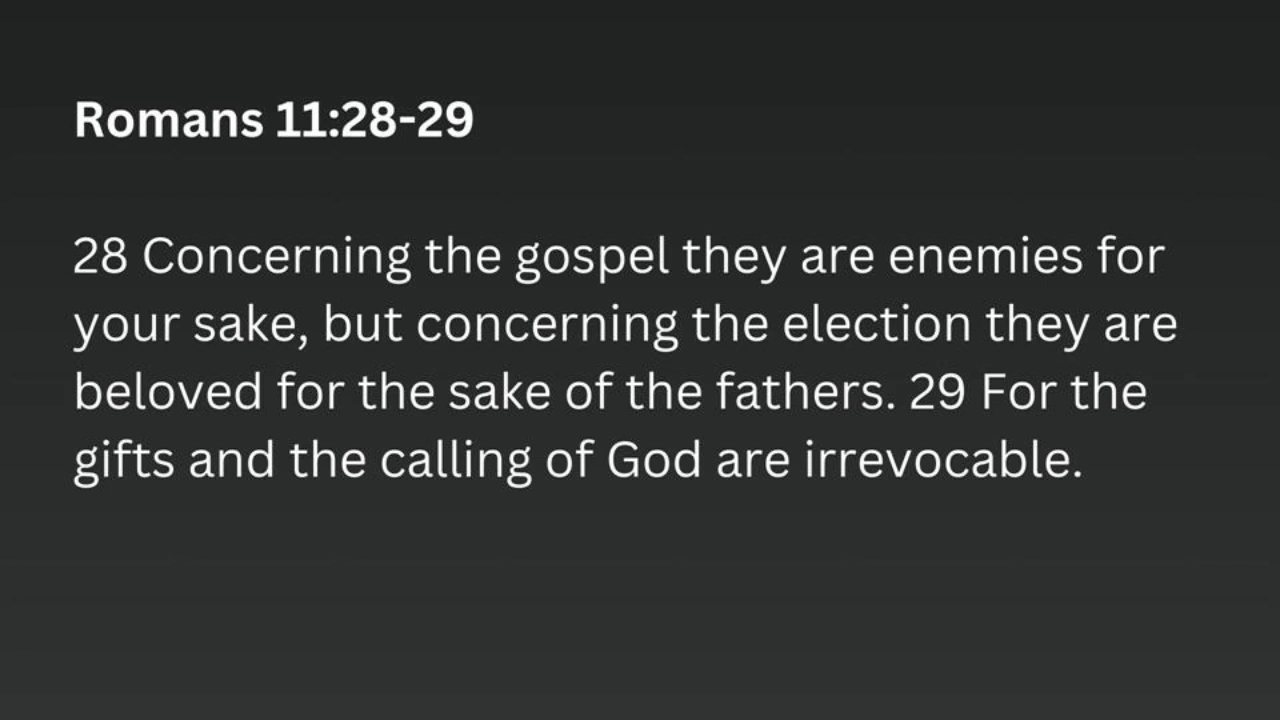 Romans 11:28-29
28 Concerning the gospel they are enemies for
your sake, but concerning the election they are
beloved for the sake of the fathers. 29 For the
gifts and the calling of God are irrevocable.